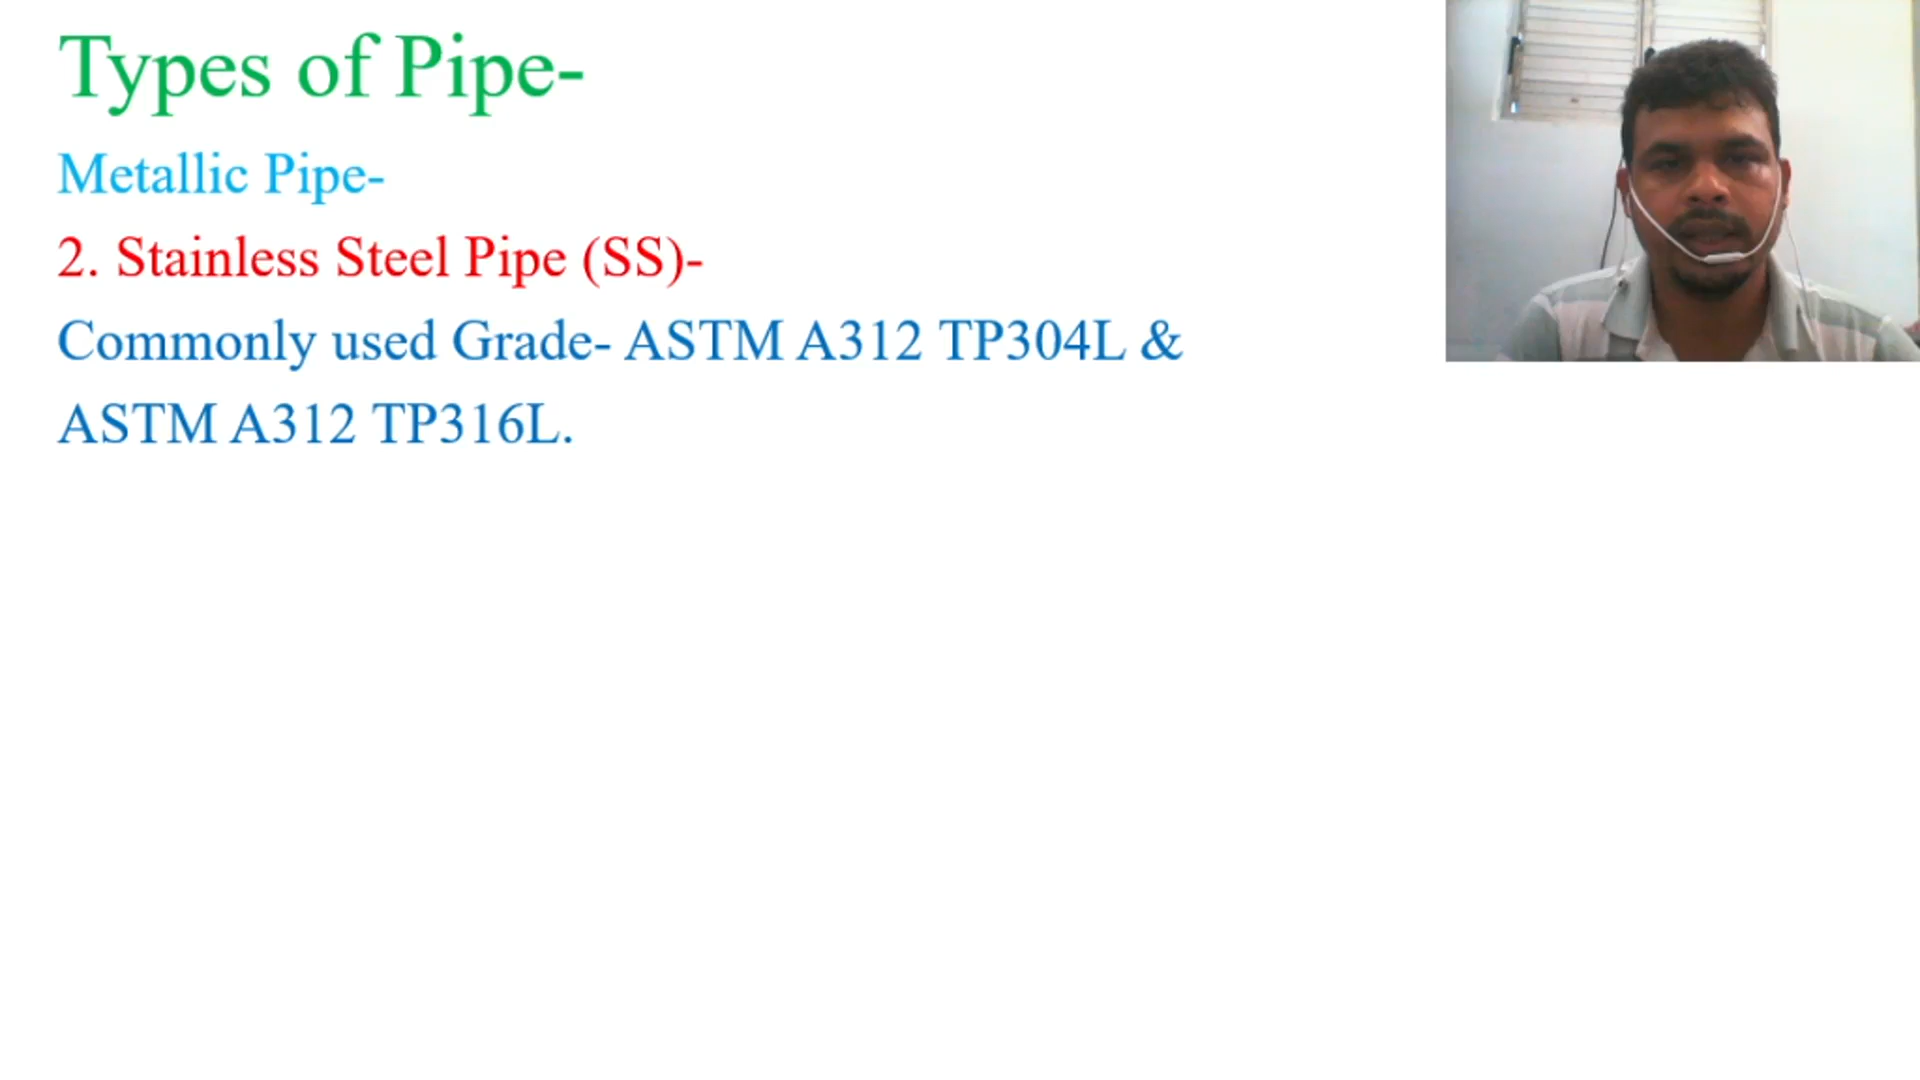 Types of Pipe-
Metallic Pipe-
2. Stainless Steel Pipe (SS)-
Commonly used Grade- ASTM A312 TP304L &
ASTM A312 TP316L.